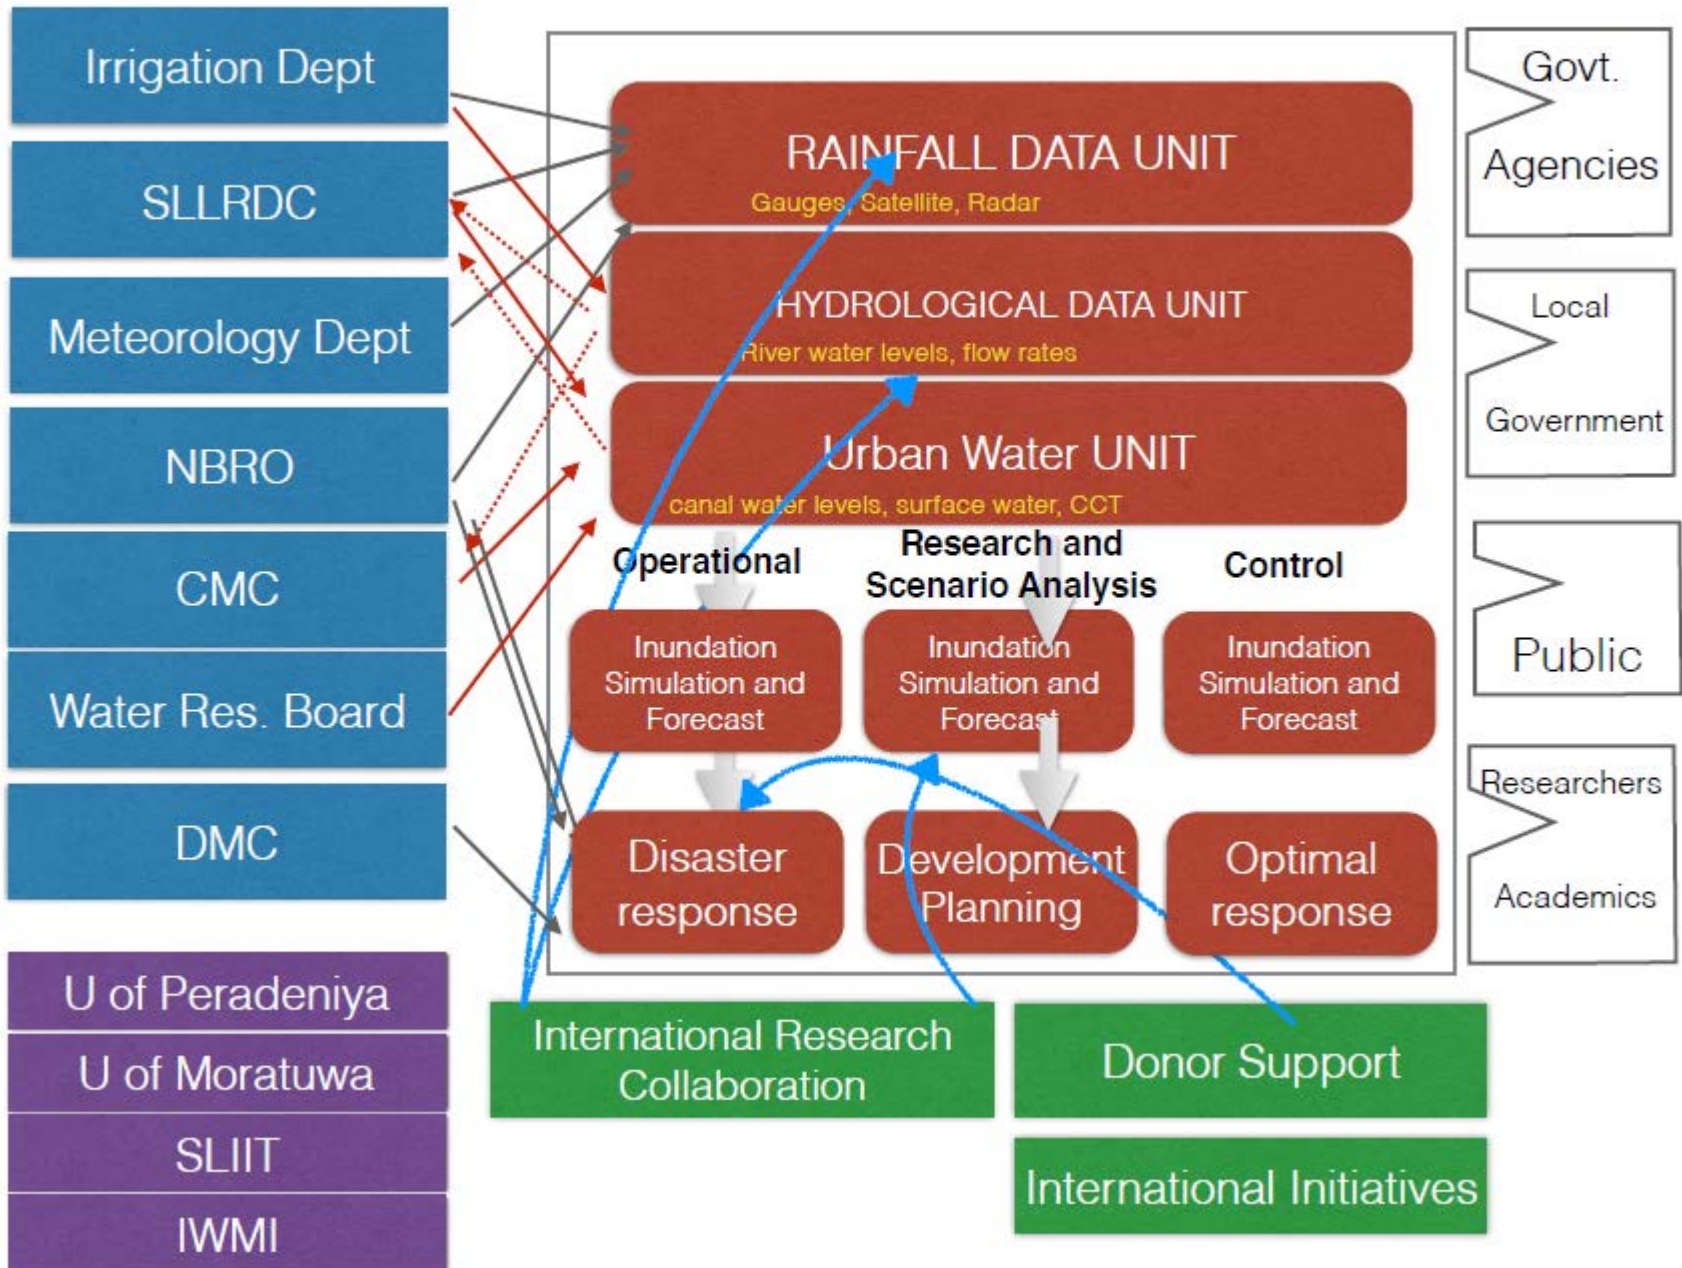 Irrigation Dept
SLLRDC
Meteorology Dept
NBRO
CMC
Water Res. Board
DMC
U of Peradeniya
U of Moratuwa
SLIIT
IWMI
RAINFALL DATA UNIT
Gauges, Satellite, Radar
HYDROLOGICAL DATA UNIT
River water levels, flow rates
Urban Water UNIT
canal water levels, surface water, CCT
Operational
Research and
Scenario Analysis
Control
Inundation
Simulation and
Forecast
Inundation
Simulation and
Forecast
Inundation
Simulation and
Forecast
Disaster
response
Development
Planning
Optimal
response
International Research
Collaboration
Donor Support
International Initiatives
Govt.
Agencies
Local
Government
Public
Researchers
Academics